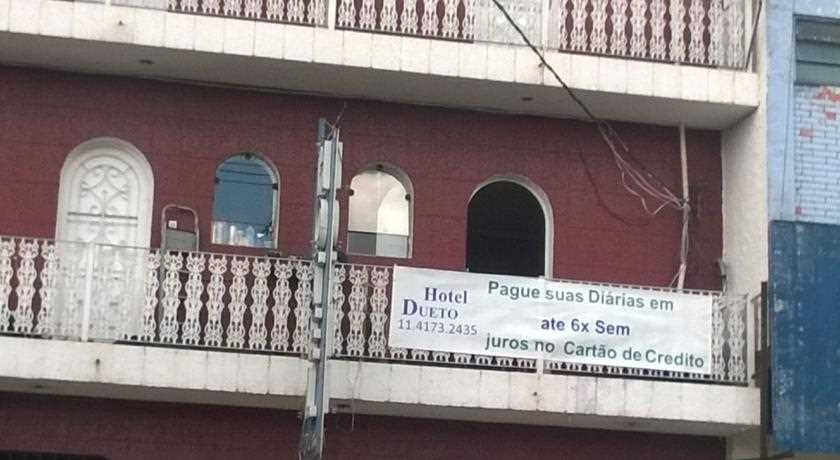 Hotel
DUETO
11 4173.2435
Pague suas Diárias em
ate 6x Sem
juros no Cartão de Credito